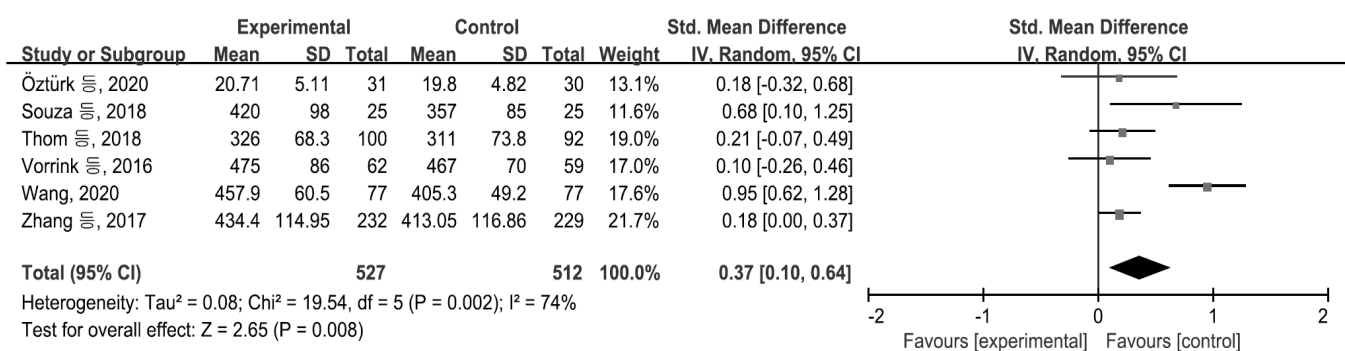 Experimental Control Std. Mean Difference Std. Mean Difference
Study or Subgroup Mean SD Total Mean SD Total Weight IV, Random, 95% CI IV, Random, 95% CI
Öztürk 등, 2020 20.71 5.11 31 19.8 4.82 30 13.1% 0.18 [-0.32, 0.68]
Souza 등, 2018 420 98 25 357 85 25 11.6% 0.68 [0.10, 1.25]
Thom 등, 2018 326 68.3 100 311 73.8 92 19.0% 0.21 [-0.07, 0.49]
Vorrink 등, 2016 475 86 62 467 70 59 17.0% 0.10 [-0.26, 0.46]
Wang, 2020 457.9 60.5 77 405.3 49.2 77 17.6% 0.95 [0.62, 1.28]
Zhang 등, 2017 434.4 114.95 232 413.05 116.86 229 21.7% 0.18 [0.00, 0.37]
Total (95% CI) 527 512 100.0% 0.37 [0.10, 0.64]
Heterogeneity: Tau² = 0.08; Chi² = 19.54, df = 5 (P = 0.002); I² = 74%
Test for overall effect: Z = 2.65 (P = 0.008)
-2 -1 0 1 2
Favours [experimental] Favours [control]